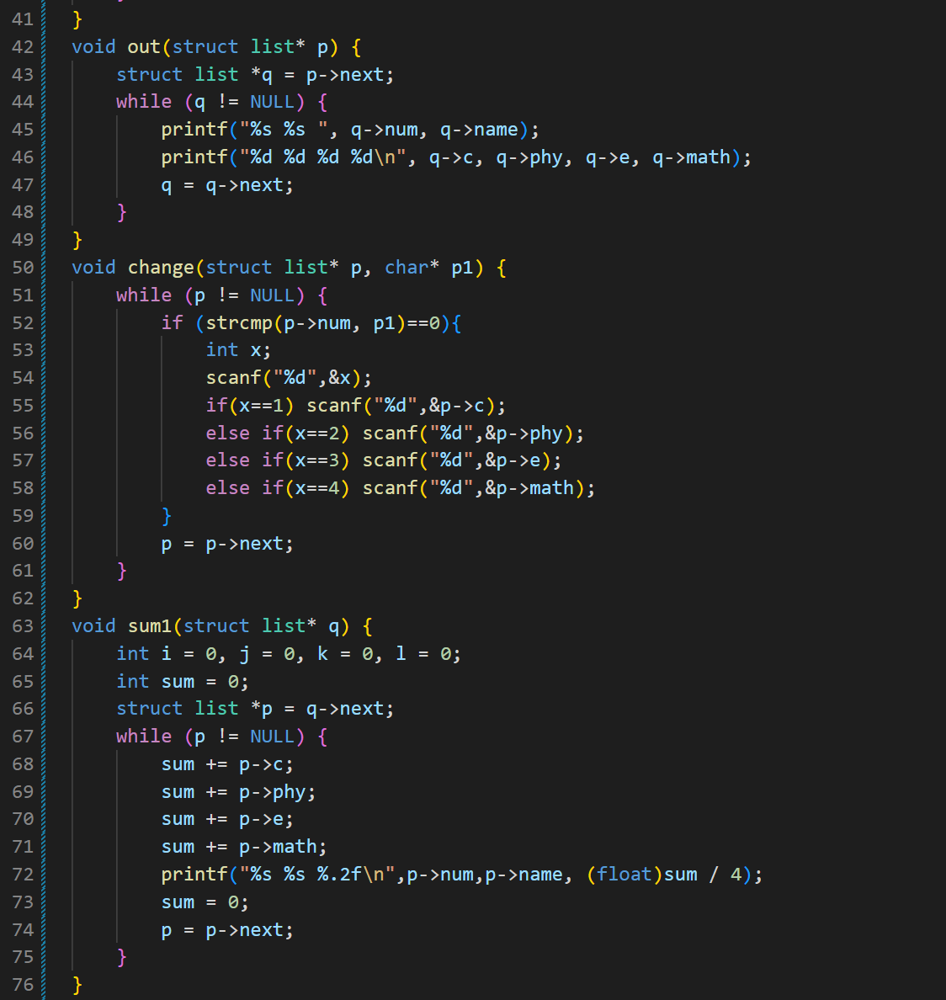 41 }
42 void out(struct list* p) {
43     struct list *q = p->next;
44     while (q != NULL) {
45         printf("%s %s ", q->num, q->name);
46         printf("%d %d %d %d\n", q->c, q->phy, q->e, q->math);
47         q = q->next;
48     }
49 }
50 void change(struct list* p, char* p1) {
51     while (p != NULL) {
52         if (strcmp(p->num, p1)==0){
53             int x;
54             scanf("%d",&x);
55             if(x==1) scanf("%d",&p->c);
56             else if(x==2) scanf("%d",&p->phy);
57             else if(x==3) scanf("%d",&p->e);
58             else if(x==4) scanf("%d",&p->math);
59         }
60         p = p->next;
61     }
62 }
63 void sum1(struct list* q) {
64     int i = 0, j = 0, k = 0, l = 0;
65     int sum = 0;
66     struct list *p = q->next;
67     while (p != NULL) {
68         sum += p->c;
69         sum += p->phy;
70         sum += p->e;
71         sum += p->math;
72         printf("%s %s %.2f\n",p->num,p->name, (float)sum / 4);
73         sum = 0;
74         p = p->next;
75     }
76 }